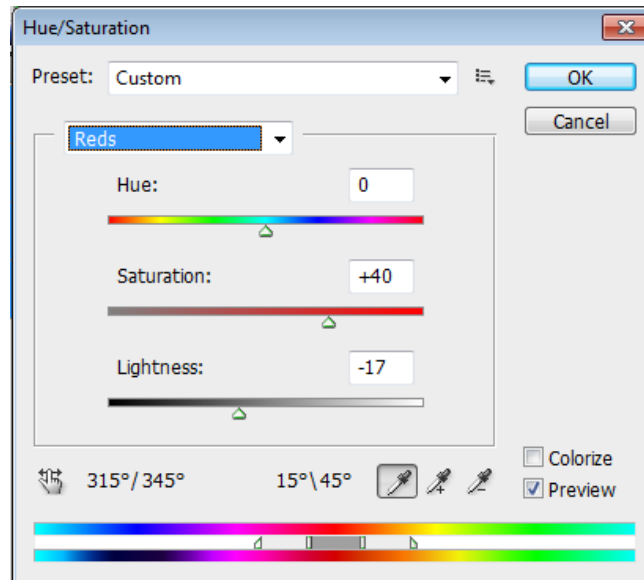 Hue/Saturation
Preset: Custom
OK
Cancel
Reds
Hue: 0
Saturation: +40
Lightness: -17
Colorize
315°/345° 15°\45°
Preview